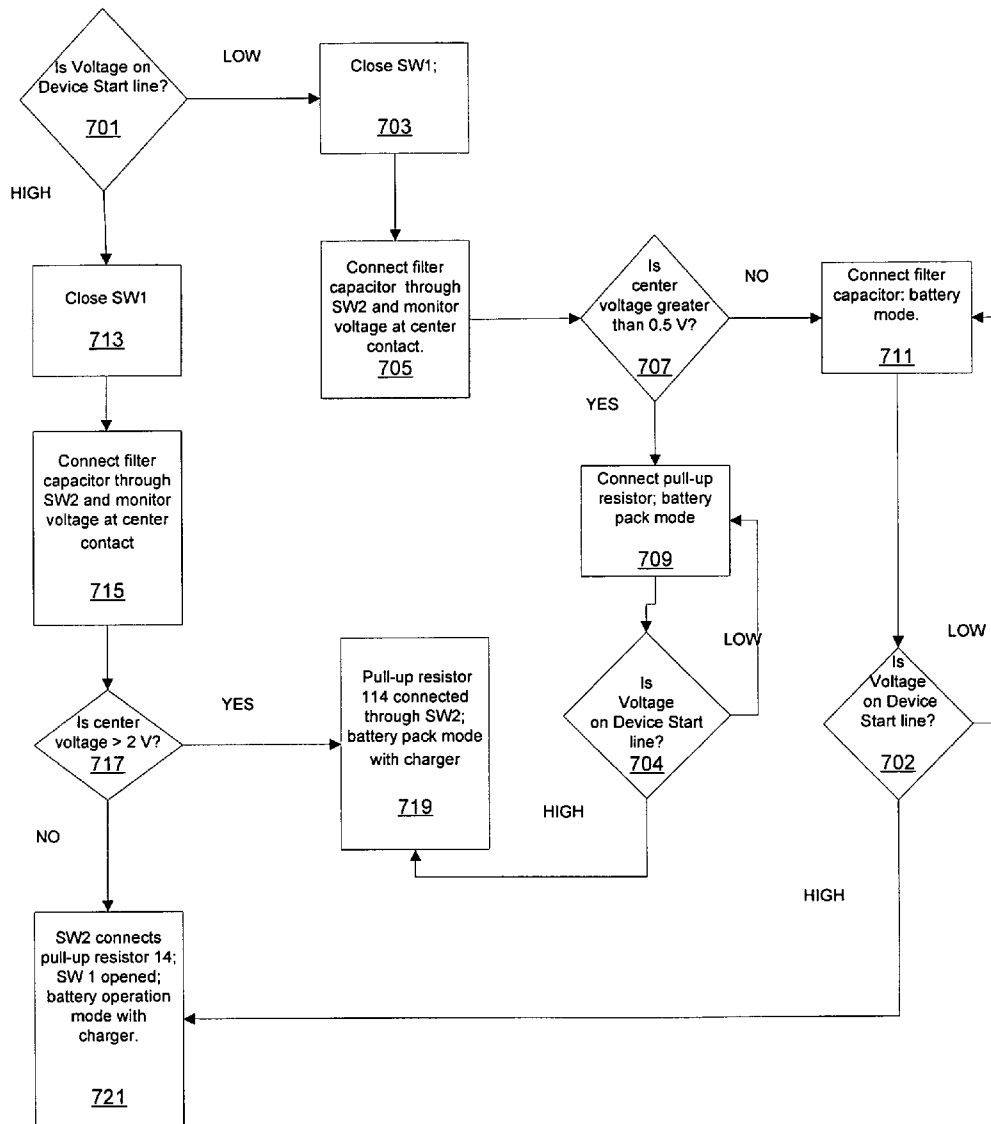 Is Voltage on
Device Start line?
701
LOW
HIGH
Close SW1;
703
Close SW1
713
Connect filter
capacitor through
SW2 and monitor
voltage at center
contact.
705
Is
center
voltage greater
than 0.5 V?
707
NO
YES
Connect filter
capacitor: battery
mode.
711
Connect filter
capacitor through
SW2 and monitor
voltage at center
contact
715
Connect pull-up
resistor; battery
pack mode
709
LOW
Is
Voltage
on Device Start
line?
704
HIGH
Is
Voltage
on Device
Start line?
702
LOW
HIGH
Is center
voltage > 2 V?
717
YES
NO
Pull-up resistor
114 connected
through SW2;
battery pack mode
with charger
719
SW2 connects
pull-up resistor 14;
SW 1 opened;
battery operation
mode with
charger.
721